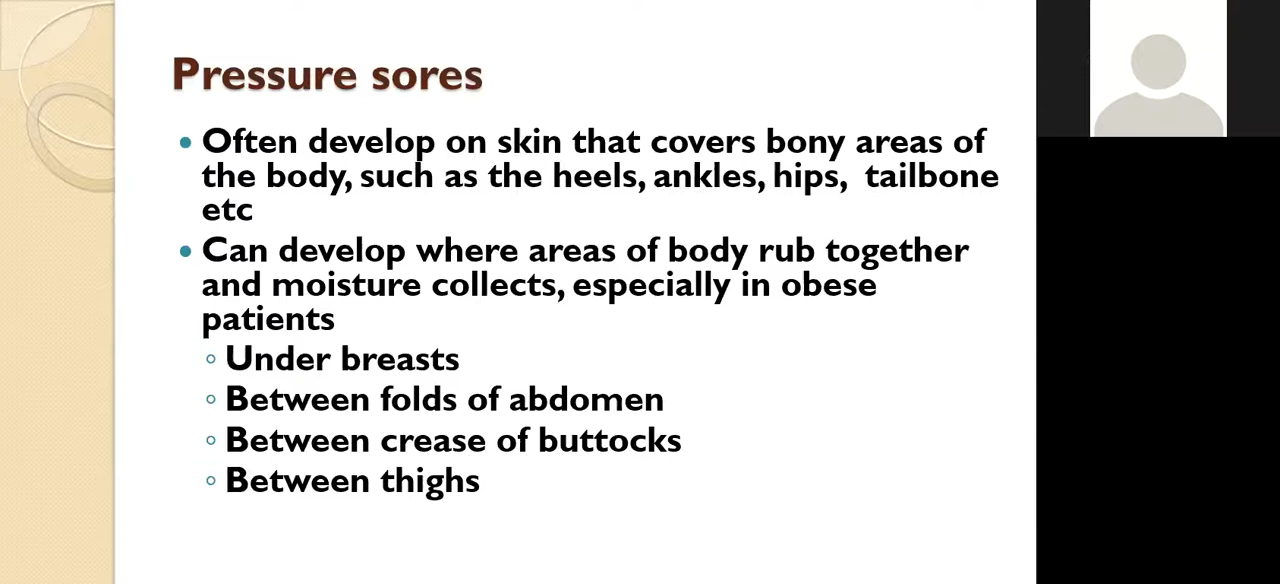 Pressure sores
• Often develop on skin that covers bony areas of
the body, such as the heels, ankles, hips, tailbone
etc
• Can develop where areas of body rub together
and moisture collects, especially in obese
patients
◦ Under breasts
◦ Between folds of abdomen
◦ Between crease of buttocks
◦ Between thighs